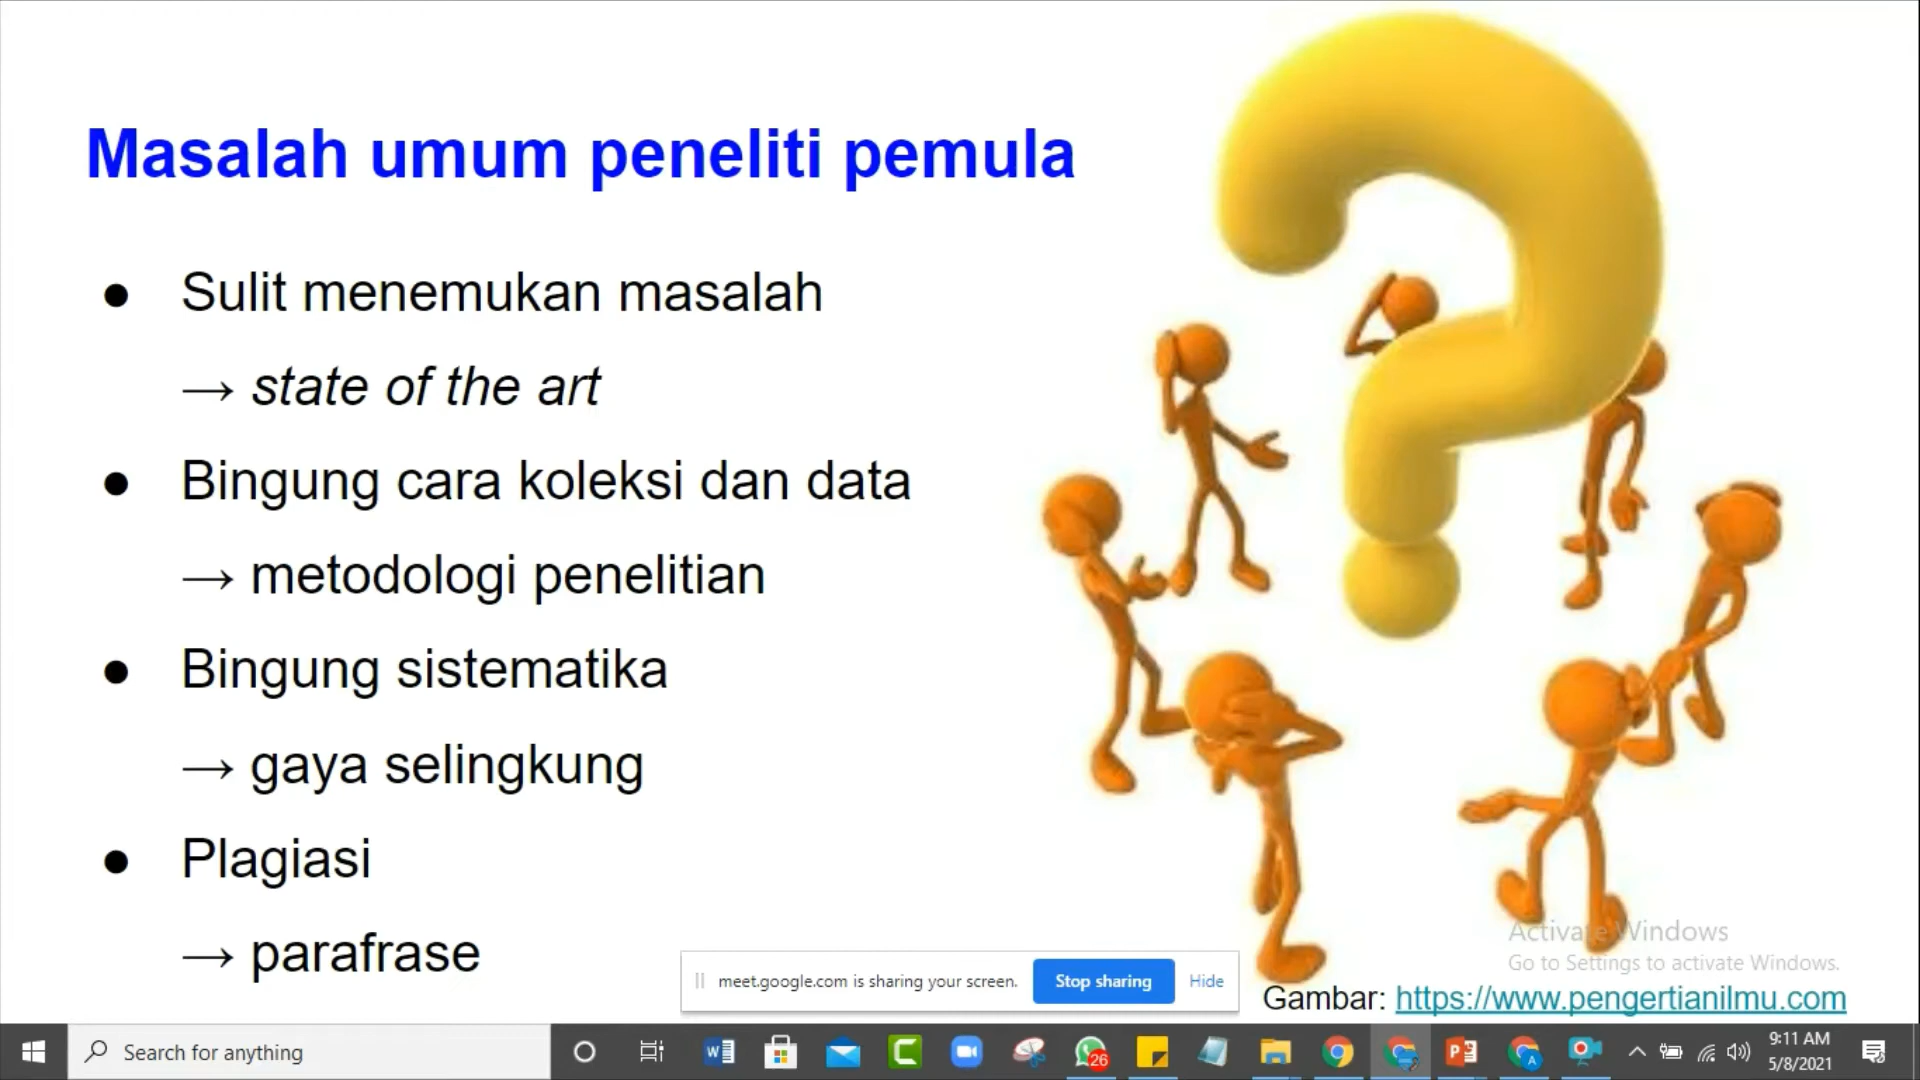 Masalah umum peneliti pemula
● Sulit menemukan masalah
→ state of the art
● Bingung cara koleksi dan data
→ metodologi penelitian
● Bingung sistematika
→ gaya selingkung
● Plagiasi
→ parafrase
Activate Windows
Go to Settings to activate Windows.
meet.google.com is sharing your screen. Stop sharing Hide
Gambar: https://www.pengertianilmu.com
Search for anything
26
9:11 AM
5/8/2021